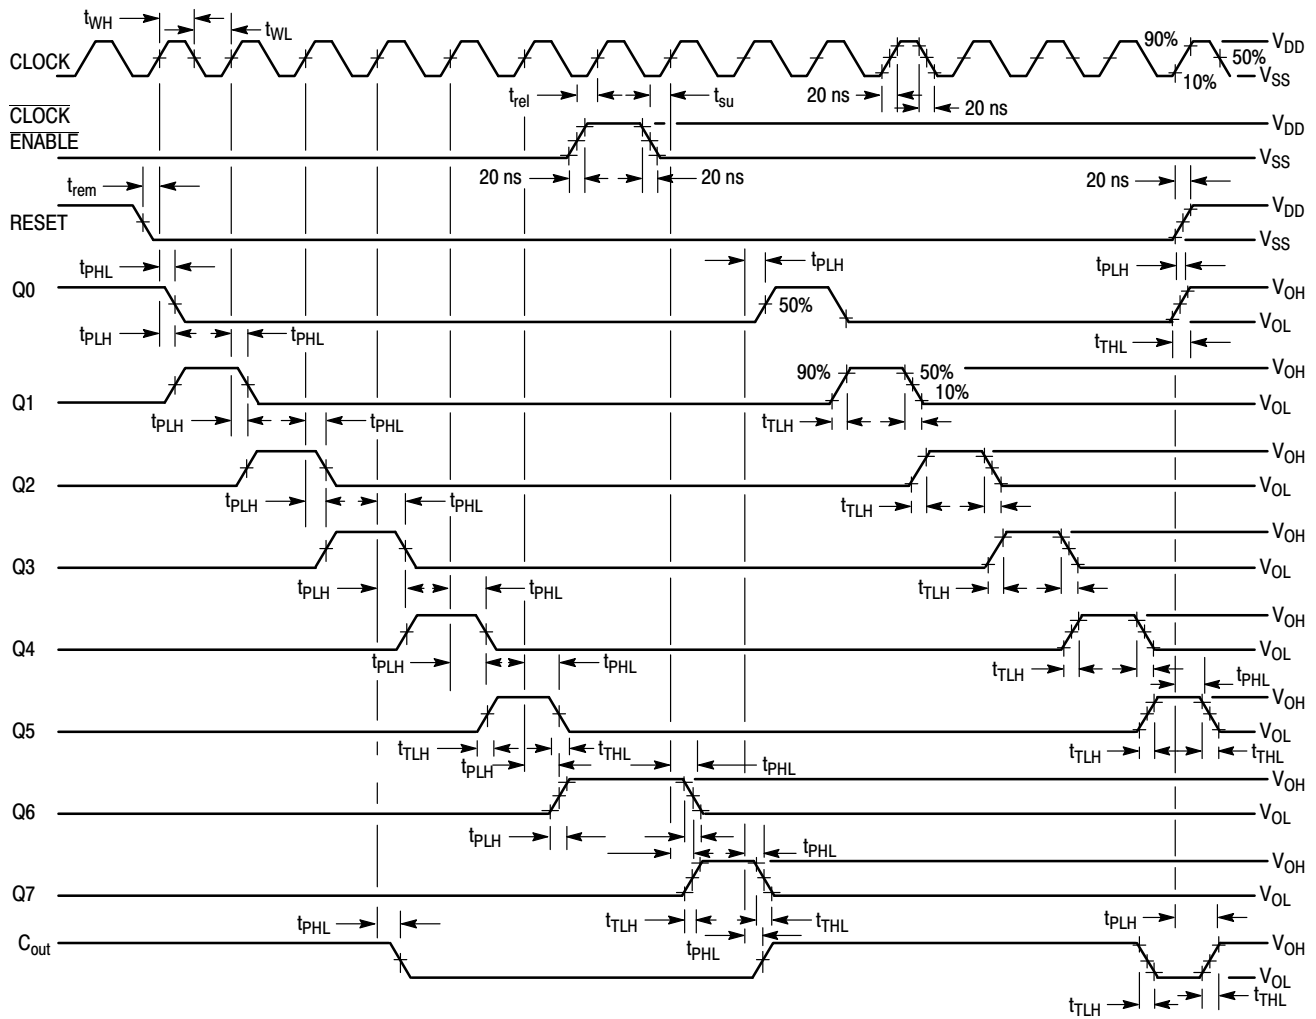 tWH
tWL
CLOCK
90%
VDD
50%
VSS
10%
trel
tsu
20 ns
20 ns
CLOCK
ENABLE
VDD
VSS
trem
20 ns
20 ns
20 ns
RESET
VDD
VSS
tPHL
tPLH
tPLH
Q0
50%
VOH
VOL
tPLH
tPHL
tTHL
Q1
90%
50%
10%
VOH
VOL
tPLH
tPHL
tTLH
Q2
VOH
VOL
tPLH
tPHL
tTLH
Q3
VOH
VOL
tPLH
tPHL
tTLH
Q4
VOH
VOL
tPLH
tPHL
tTLH
tPHL
Q5
VOH
VOL
tTLH
tTHL
tTLH
tTHL
tPLH
tPHL
Q6
VOH
VOL
tPLH
tPHL
Q7
VOH
VOL
tPHL
tTLH
tTHL
tPLH
tPHL
Cout
VOH
VOL
tTLH
tTHL